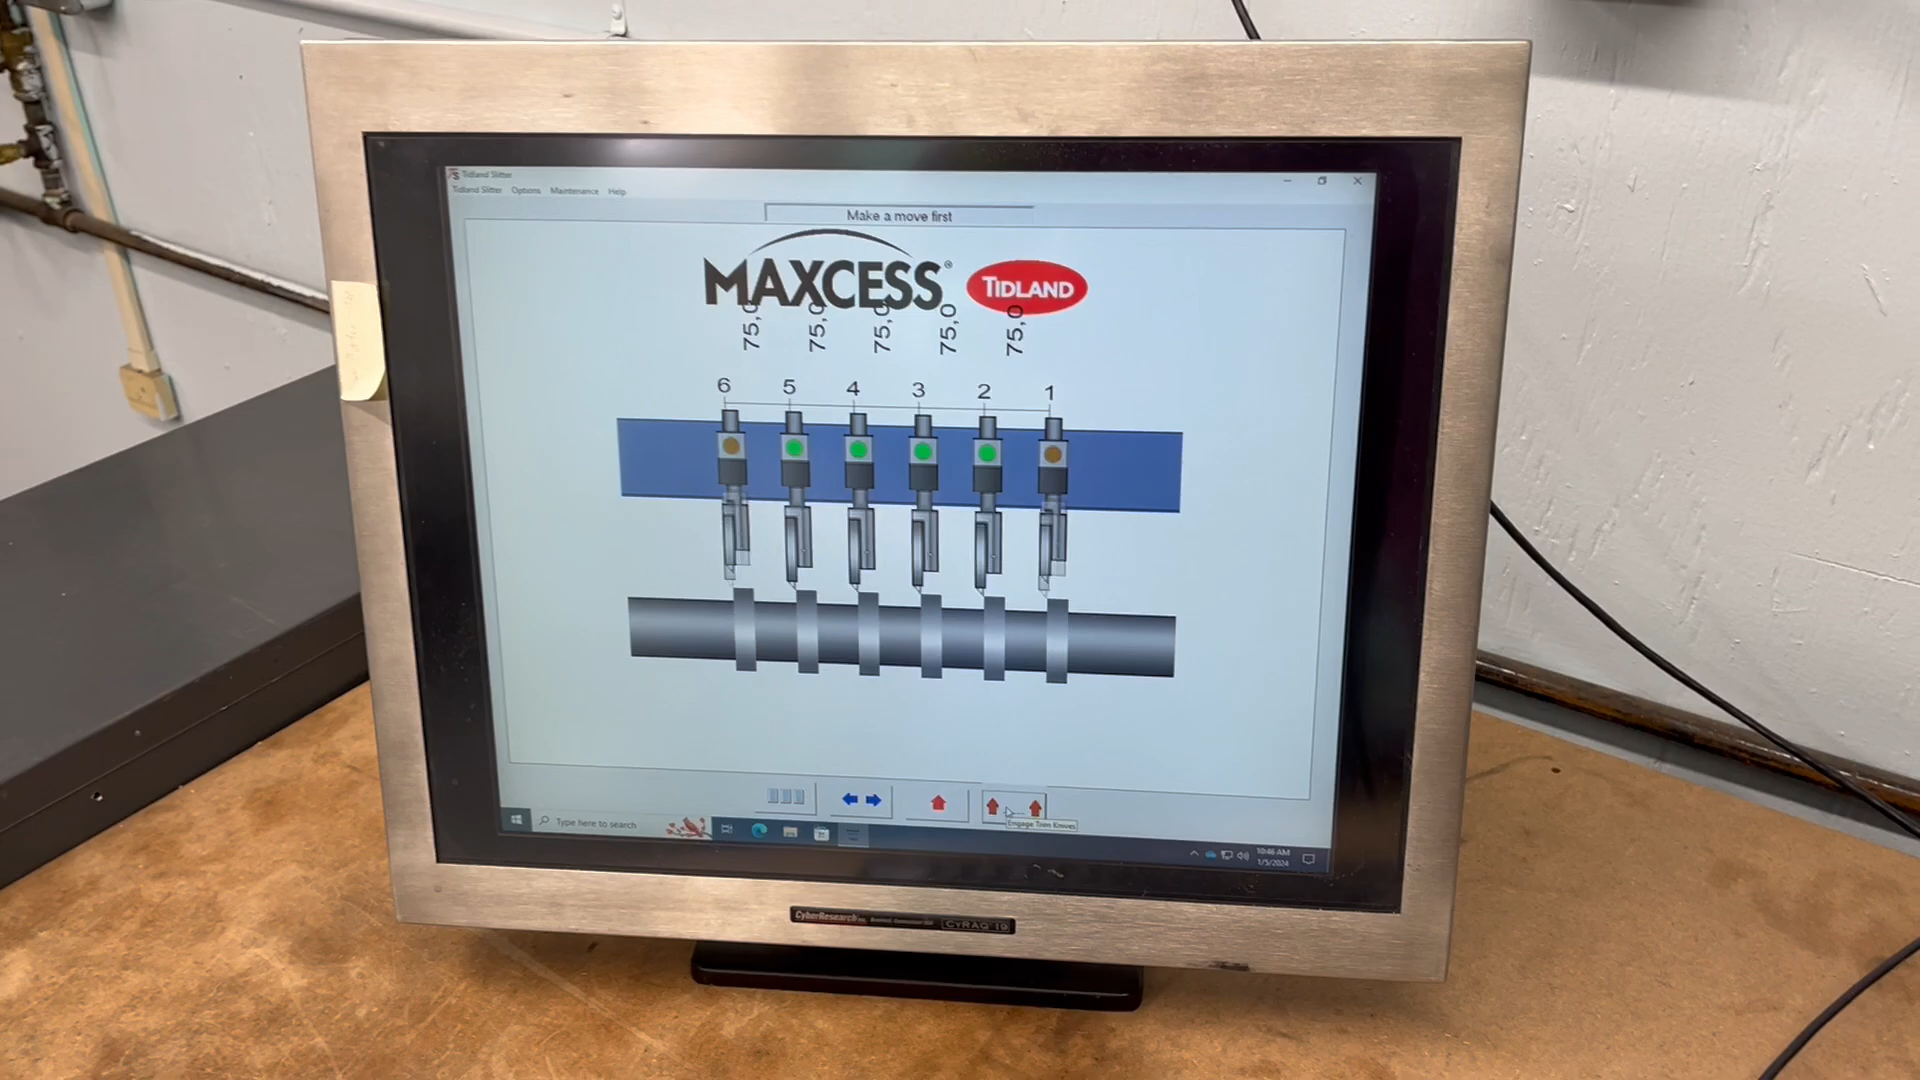 Tidland Slitter
Tidland Slitter Options Maintenance Help
Make a move first
MAXCESS® TIDLAND
75,0 75,0 75,0 75,0 75,0
6 5 4 3 2 1
Engage Trim Knives
Type here to search
10:46 AM
1/5/2024
CyberResearch
CYRAQ 19